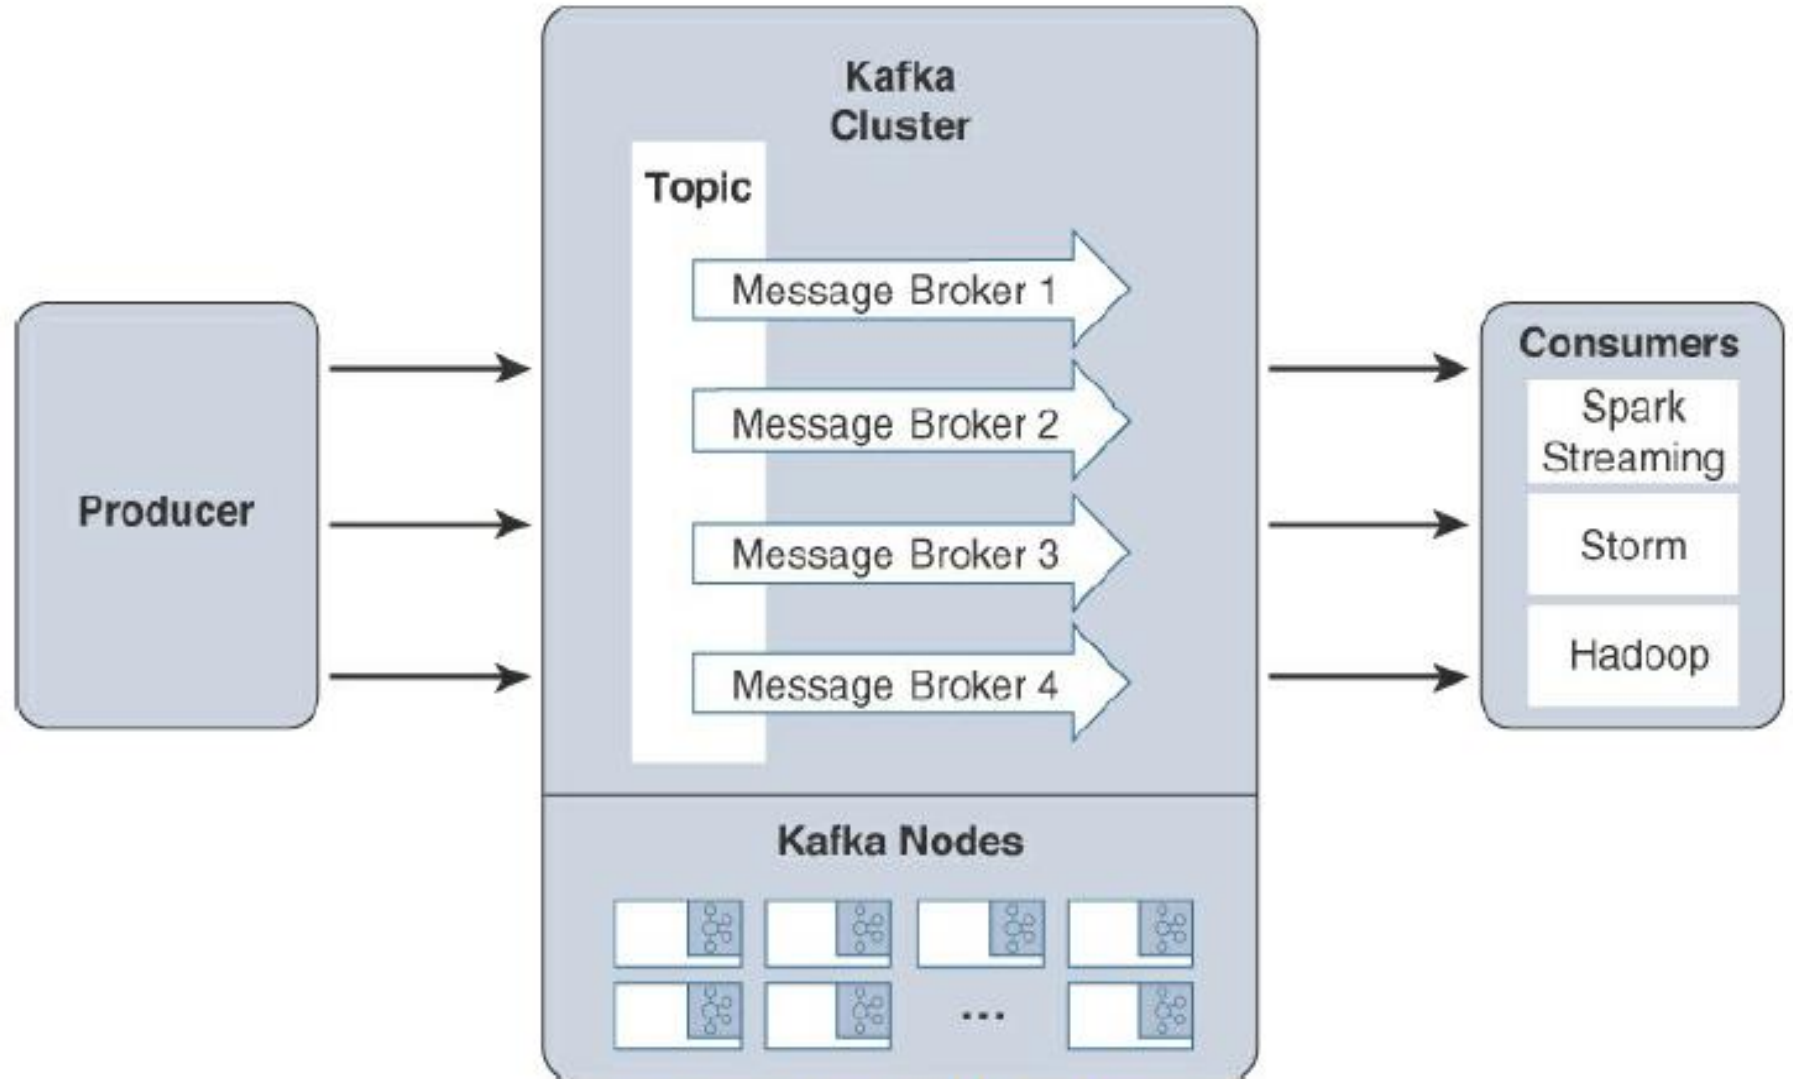 Kafka
Cluster
Topic
Message Broker 1
Message Broker 2
Message Broker 3
Message Broker 4
Producer
Consumers
Spark
Streaming
Storm
Hadoop
Kafka Nodes
...